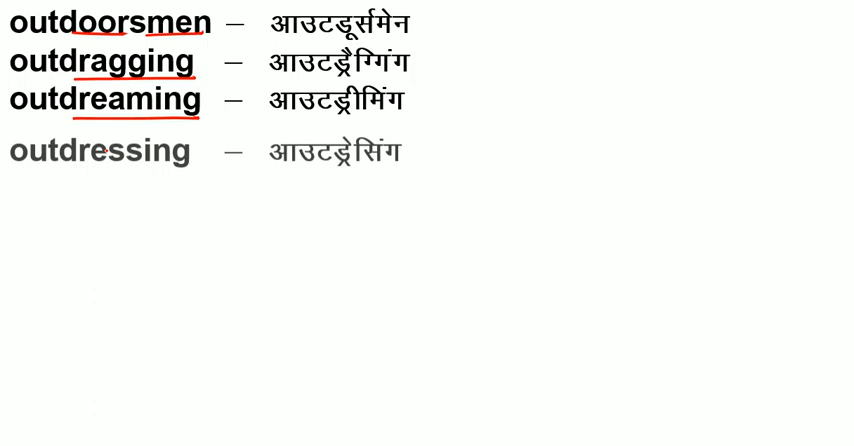 outdoorsmen – आउटडूर्समेन
outdragging – आउटड्रैग्गिंग
outdreaming – आउटड्रीमिंग
outdressing – आउटड्रेसिंग